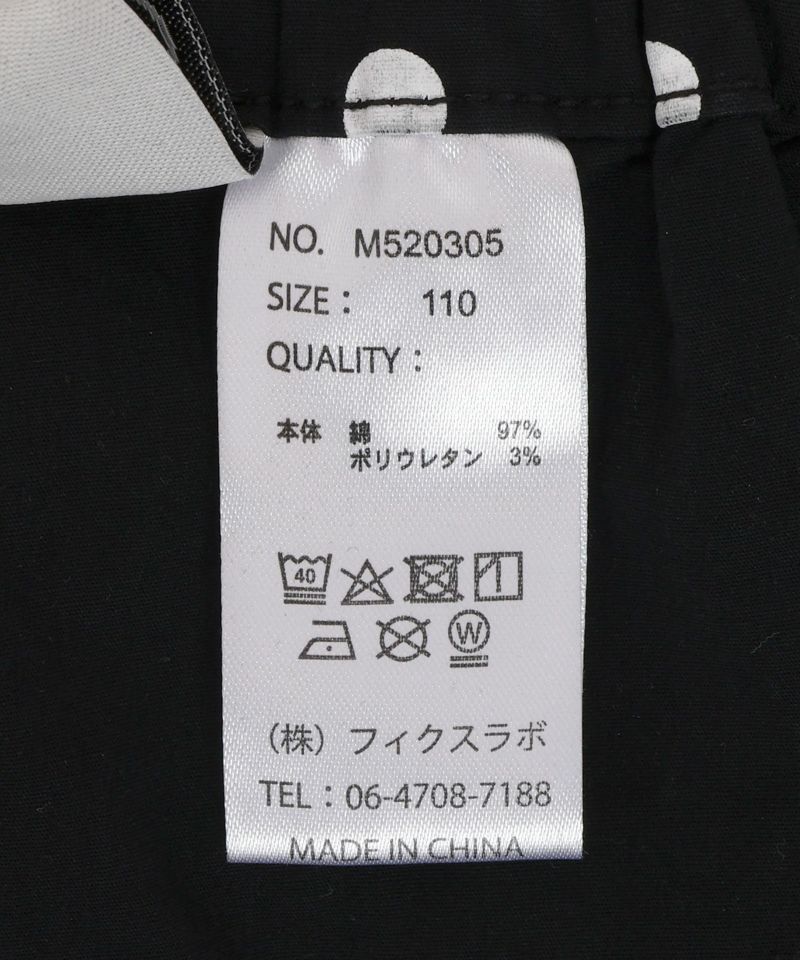 NO. M520305
SIZE : 110
QUALITY :
本体 綿 97%
ポリウレタン 3%
40
W
(株) フィクスラボ
TEL : 06-4708-7188
MADE IN CHINA